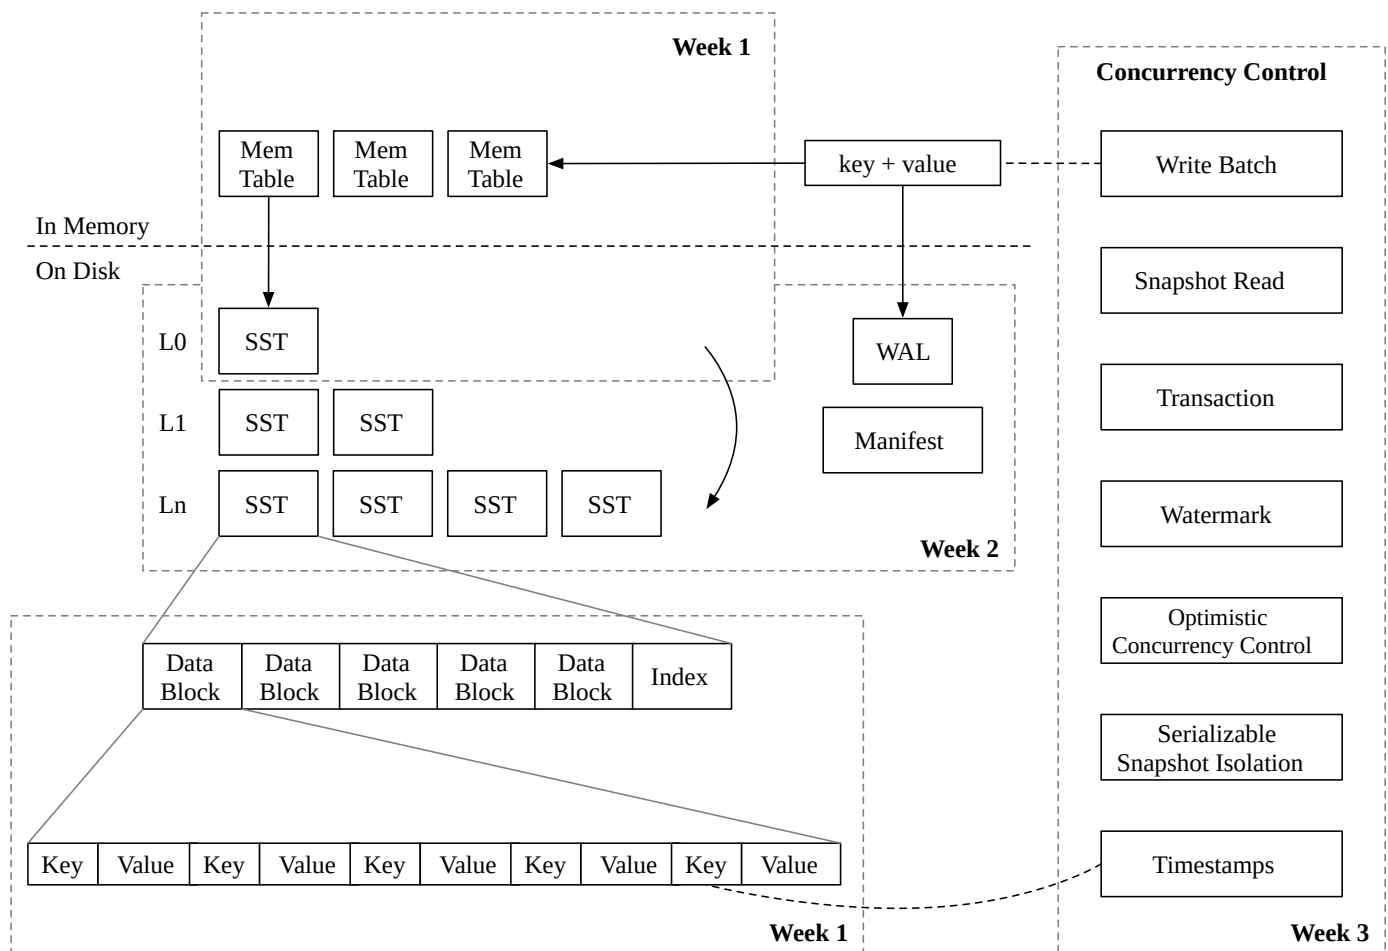 Week 1
Concurrency Control
Mem
Table
Mem
Table
Mem
Table
key + value
Write Batch
In Memory
On Disk
Snapshot Read
L0
SST
WAL
Transaction
L1
SST
SST
Manifest
Ln
SST
SST
SST
SST
Watermark
Week 2
Optimistic
Concurrency Control
Data
Block
Data
Block
Data
Block
Data
Block
Data
Block
Index
Serializable
Snapshot Isolation
Key
Value
Key
Value
Key
Value
Key
Value
Key
Value
Timestamps
Week 1
Week 3